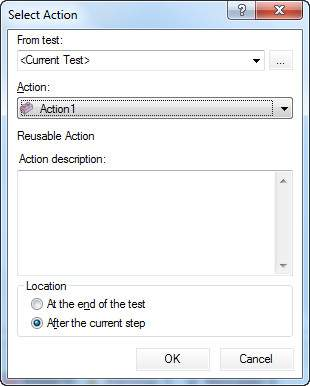 Select Action
?
From test:
<Current Test>
...
Action:
Action1
Reusable Action
Action description:
Location
At the end of the test
After the current step
OK Cancel